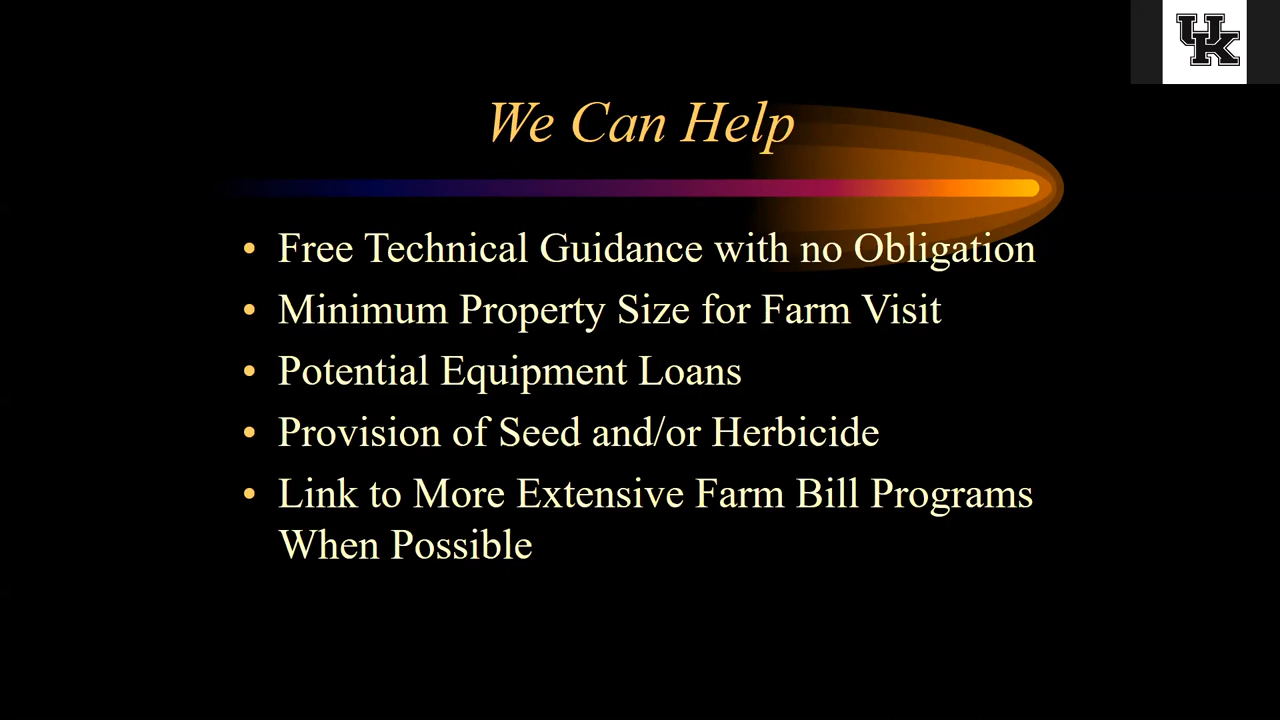 UK
We Can Help
• Free Technical Guidance with no Obligation
• Minimum Property Size for Farm Visit
• Potential Equipment Loans
• Provision of Seed and/or Herbicide
• Link to More Extensive Farm Bill Programs
When Possible